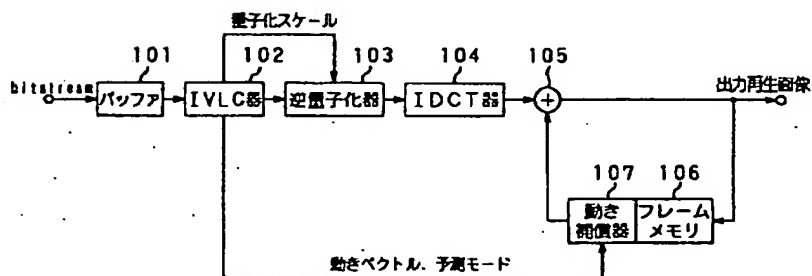 量子化スケール
101
102
103
104
105
bitstream
バッファ
IVLC器
逆量子化器
IDCT器
+
出力再生画像
107
106
動き
補償器
フレーム
メモリ
動きベクトル、予測モード